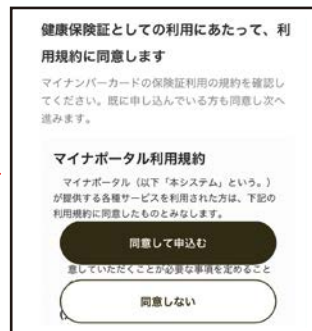 健康保険証としての利用にあたって、利
用規約に同意します
マイナンバーカードの保険証利用の規約を確認し
てください。既に申し込んでいる方も同意し次へ
進みます。
マイナポータル利用規約
マイナポータル（以下「本システム」という。）
が提供する各種サービスを利用された方は、下記の
利用規約に同意したものとみなします。
同意して申込む
意していただくことが必要な事項を定めること
同意しない